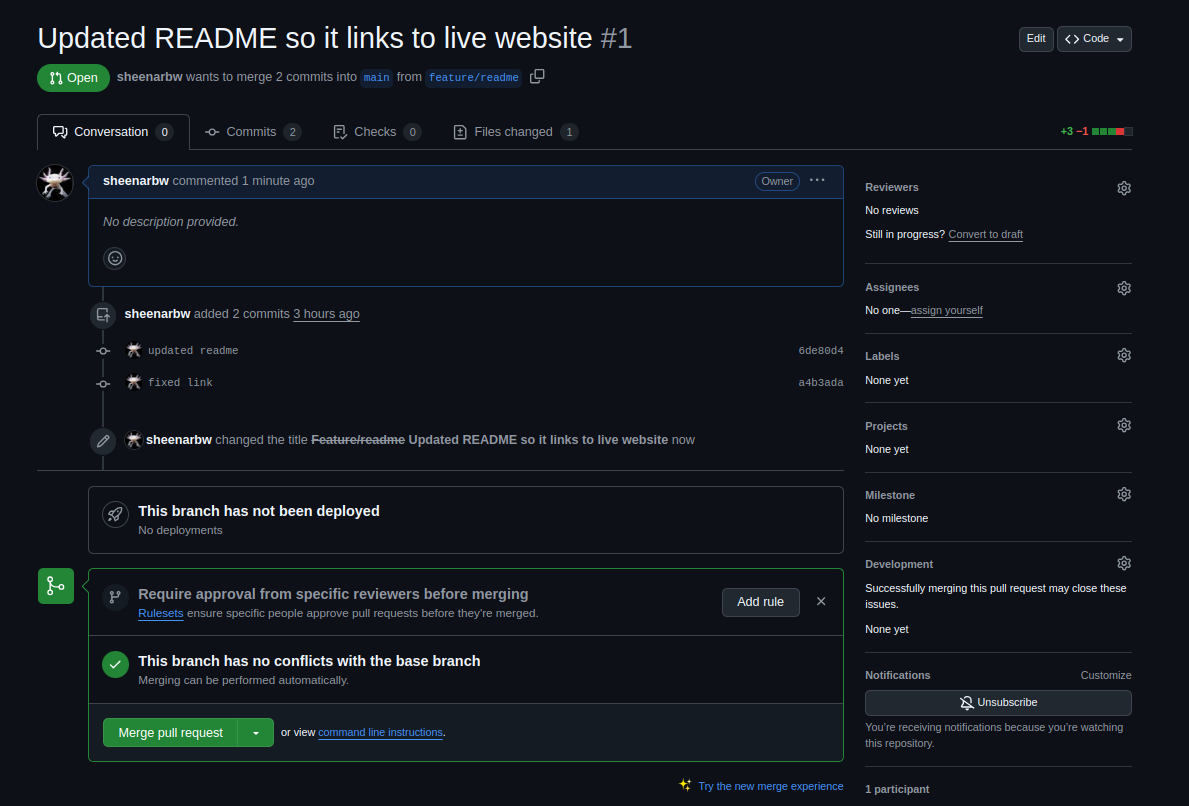 Updated README so it links to live website #1
Edit
Code
Open
sheenarbw wants to merge 2 commits into main from feature/readme
Conversation 0
Commits 2
Checks 0
Files changed 1
+3 −1
sheenarbw commented 1 minute ago
Owner
No description provided.
sheenarbw added 2 commits 3 hours ago
updated readme
6de80d4
fixed link
a4b3ada
sheenarbw changed the title Feature/readme Updated README so it links to live website now
This branch has not been deployed
No deployments
Require approval from specific reviewers before merging
Rulesets ensure specific people approve pull requests before they're merged.
Add rule
This branch has no conflicts with the base branch
Merging can be performed automatically.
Merge pull request
or view command line instructions.
Try the new merge experience
Reviewers
No reviews
Still in progress? Convert to draft
Assignees
No one—assign yourself
Labels
None yet
Projects
None yet
Milestone
No milestone
Development
Successfully merging this pull request may close these
issues.
None yet
Notifications
Customize
Unsubscribe
You're receiving notifications because you're watching
this repository.
1 participant